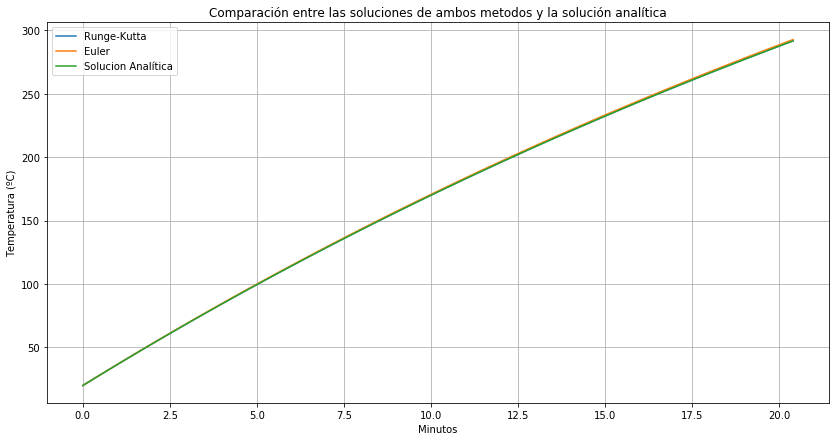 Comparación entre las soluciones de ambos metodos y la solución analítica
Runge-Kutta
Euler
Solucion Analítica
Temperatura (ºC)
300
250
200
150
100
50
0.0 2.5 5.0 7.5 10.0 12.5 15.0 17.5 20.0
Minutos